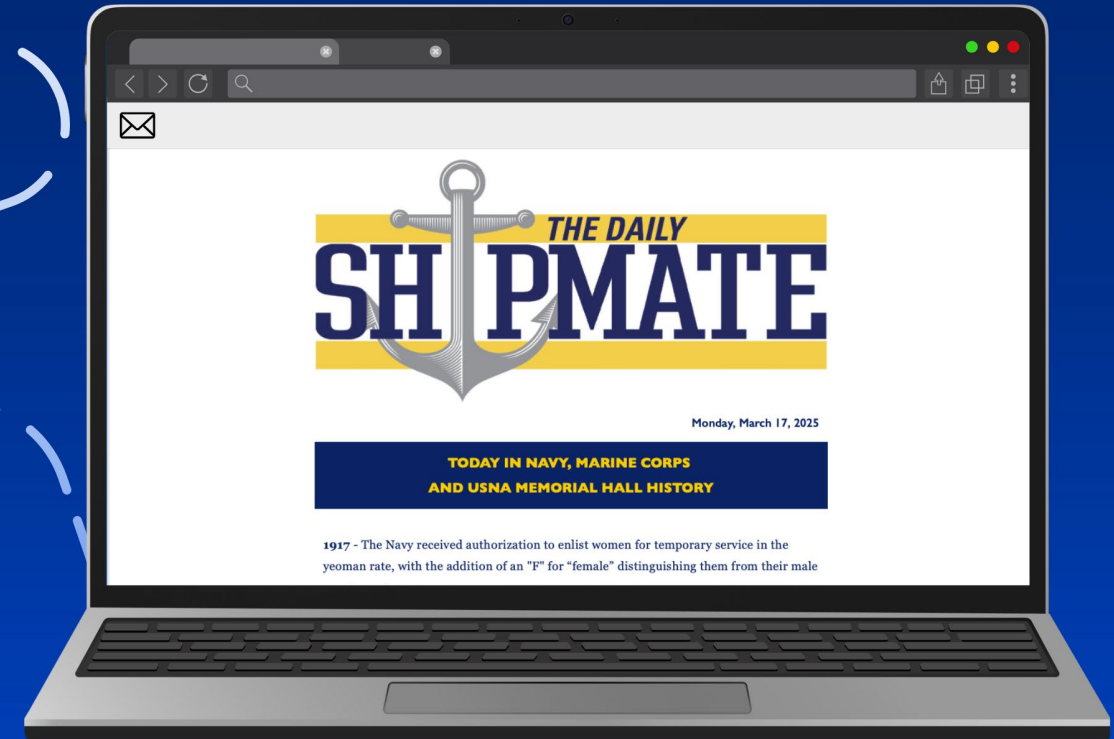 THE DAILY
SHIPMATE
Monday, March 17, 2025
TODAY IN NAVY, MARINE CORPS
AND USNA MEMORIAL HALL HISTORY
1917 - The Navy received authorization to enlist women for temporary service in the
yeoman rate, with the addition of an "F" for “female” distinguishing them from their male